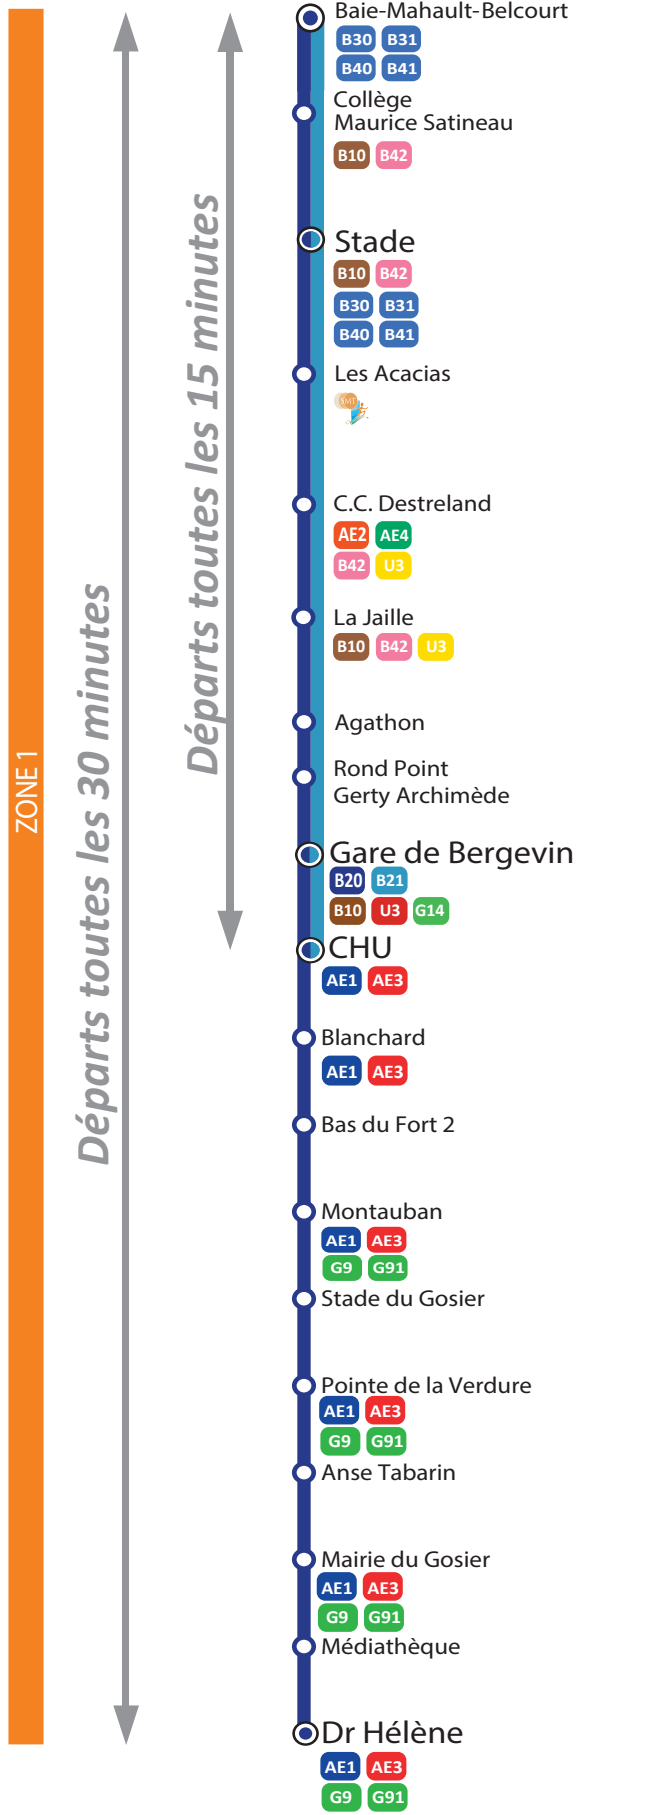 ZONE 1
Départs toutes les 30 minutes
Départs toutes les 15 minutes
Baie-Mahault-Belcourt
B30 B31
B40 B41
Collège
Maurice Satineau
B10 B42
Stade
B10 B42
B30 B31
B40 B41
Les Acacias
SMT
C.C. Destreland
AE2 AE4
B42 U3
La Jaille
B10 B42 U3
Agathon
Rond Point
Gerty Archimède
Gare de Bergevin
B20 B21
B10 U3 G14
CHU
AE1 AE3
Blanchard
AE1 AE3
Bas du Fort 2
Montauban
AE1 AE3
G9 G91
Stade du Gosier
Pointe de la Verdure
AE1 AE3
G9 G91
Anse Tabarin
Mairie du Gosier
AE1 AE3
G9 G91
Médiathèque
Dr Hélène
AE1 AE3
G9 G91